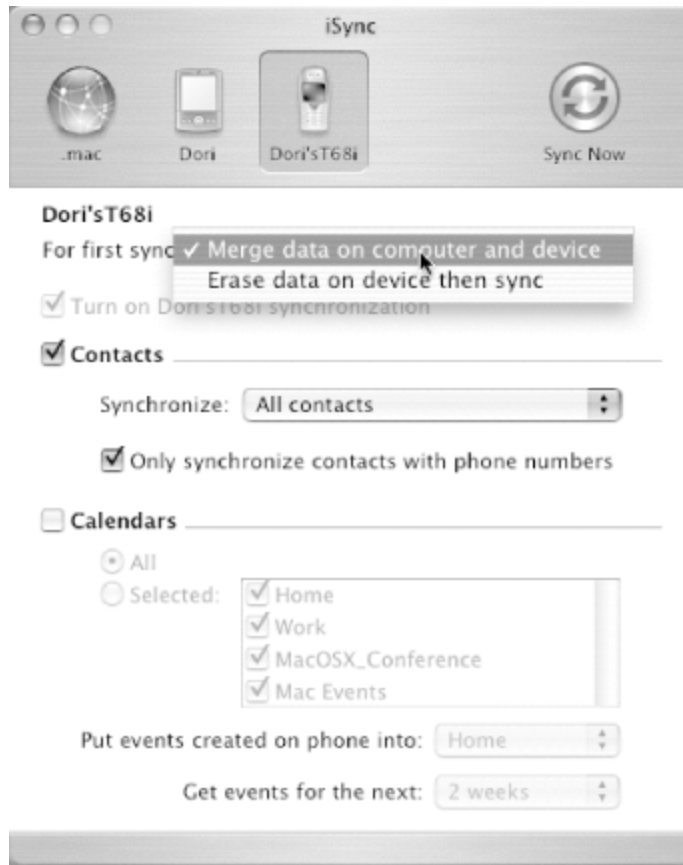 iSync
.mac Dori Dori'sT68i Sync Now
Dori'sT68i
For first sync ✓ Merge data on computer and device
Erase data on device then sync
Turn on Dori'sT68i synchronization
Contacts
Synchronize: All contacts
Only synchronize contacts with phone numbers
Calendars
All
Selected: Home
Work
MacOSX_Conference
Mac Events
Put events created on phone into: Home
Get events for the next: 2 weeks